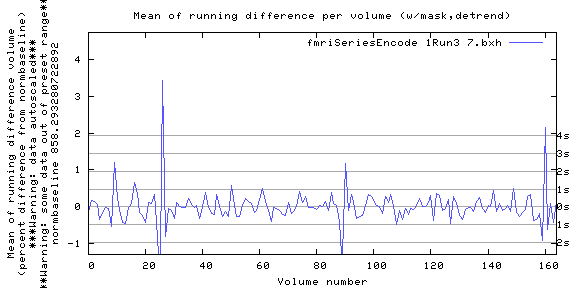 Mean of running difference per volume (w/mask,detrend)
fmriSeriesEncode 1Run3 7.bxh
Mean of running difference volume
(percent difference from normbaseline)
***Warning: data autoscaled***
**Warning: some data out of preset range**
normbaseline 858.293280722892
4
3
2
1
0
-1
4s
3s
2s
1s
0s
0s
1s
2s
0 20 40 60 80 100 120 140 160
Volume number